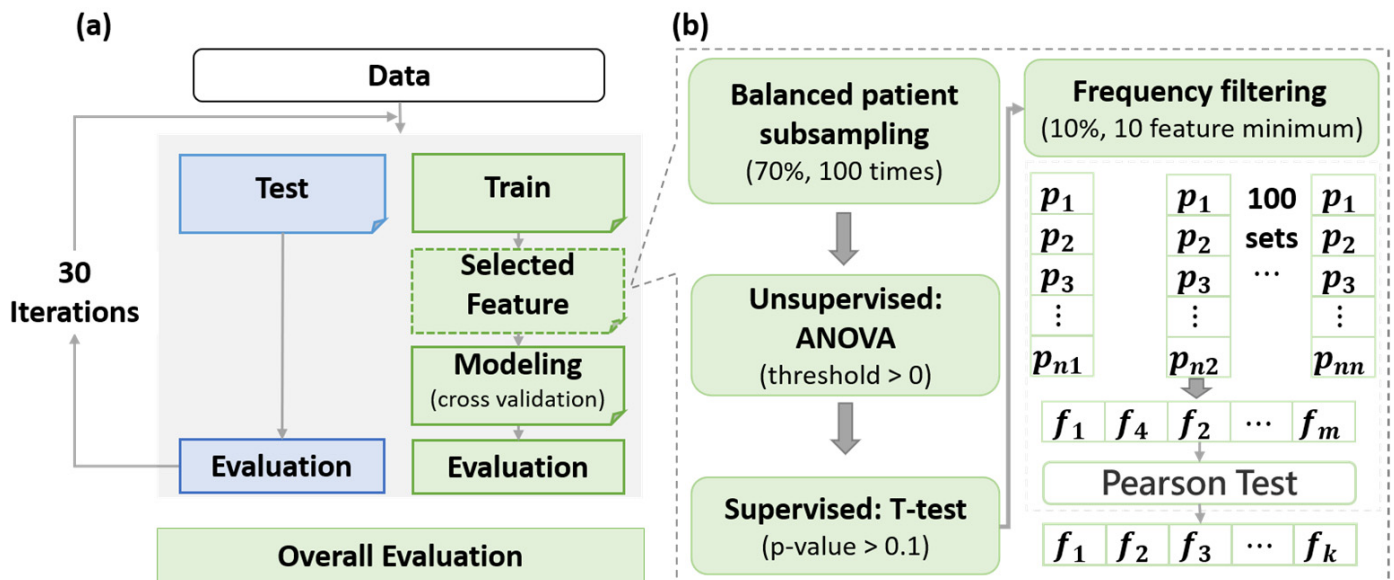 (a)
Data
Test
Train
Selected
Feature
Modeling
(cross validation)
Evaluation
Evaluation
30
Iterations
Overall Evaluation
(b)
Balanced patient
subsampling
(70%, 100 times)
Unsupervised:
ANOVA
(threshold > 0)
Supervised: T-test
(p-value > 0.1)
Frequency filtering
(10%, 10 feature minimum)
p1 p1 100 p1
p2 p2 sets p2
p3 p3 ... p3
⋮ ⋮ ⋮
pn1 pn2 pnn
f1 f4 f2 ... fm
Pearson Test
f1 f2 f3 ... fk